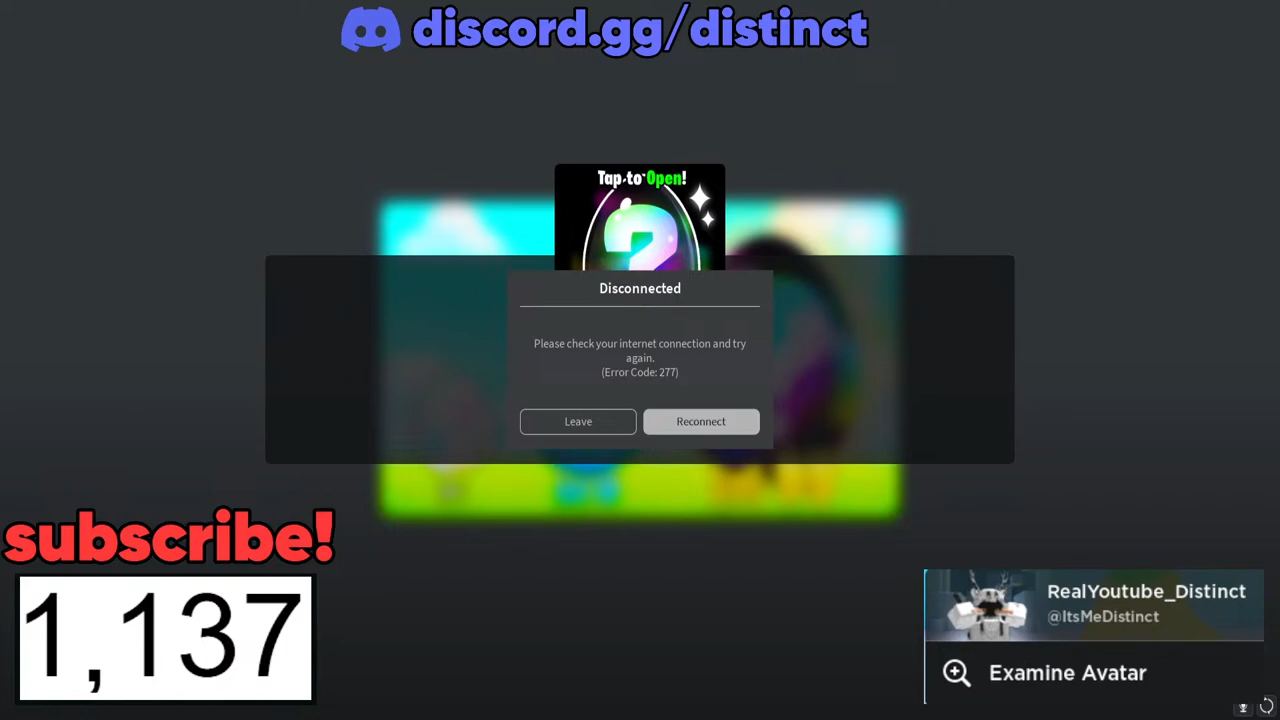 discord.gg/distinct
Tap to Open!
?
Disconnected
Please check your internet connection and try
again.
(Error Code: 277)
Leave
Reconnect
subscribe!
1,137
RealYoutube_Distinct
@ItsMeDistinct
Examine Avatar